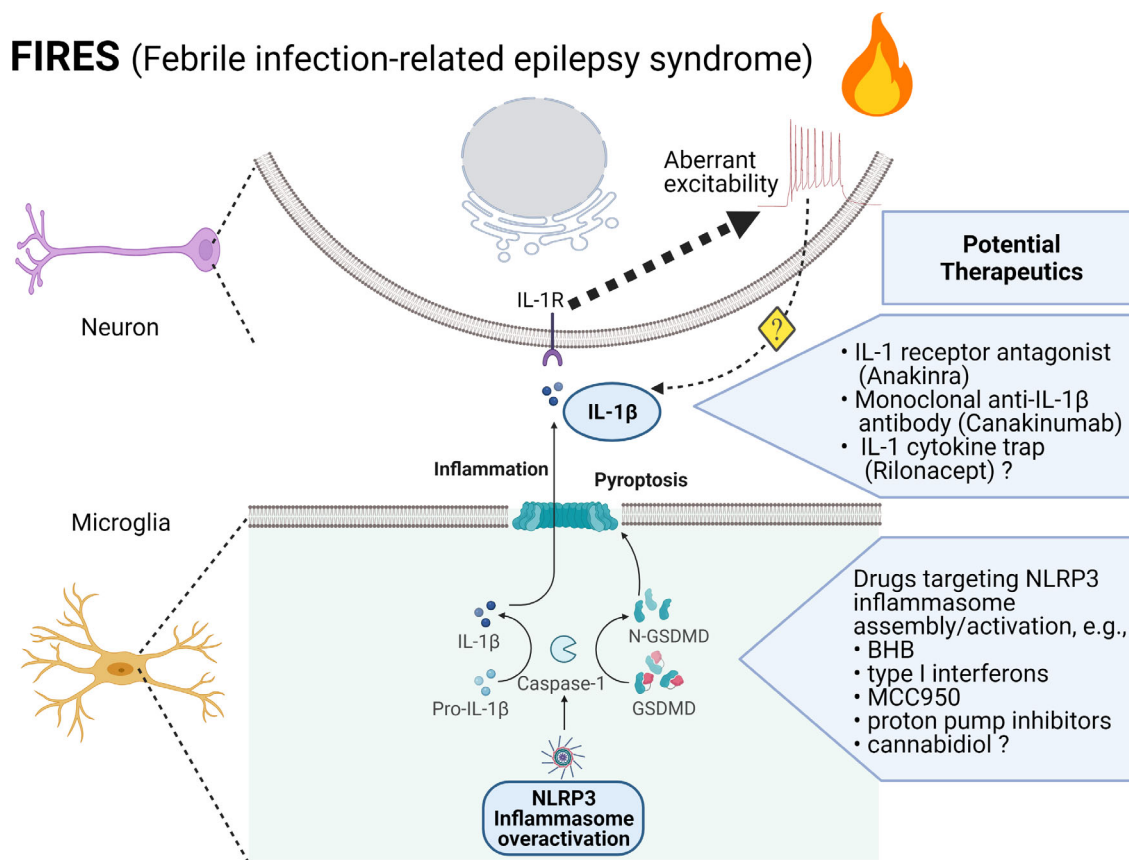 FIRES (Febrile infection-related epilepsy syndrome)
Aberrant
excitability
Potential
Therapeutics
IL-1R
Neuron
?
• IL-1 receptor antagonist
(Anakinra)
• Monoclonal anti-IL-1β
antibody (Canakinumab)
• IL-1 cytokine trap
(Rilonacept) ?
IL-1β
Inflammation
Pyroptosis
Microglia
Drugs targeting NLRP3
inflammasome
assembly/activation, e.g.,
• BHB
• type I interferons
• MCC950
• proton pump inhibitors
• cannabidiol ?
IL-1β
N-GSDMD
Caspase-1
Pro-IL-1β
GSDMD
NLRP3
Inflammasome
overactivation